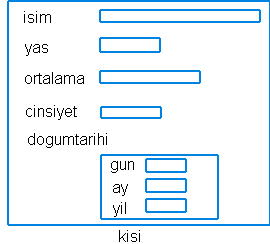 isim
yas
ortalama
cinsiyet
dogumtarihi
gun
ay
yil
kisi